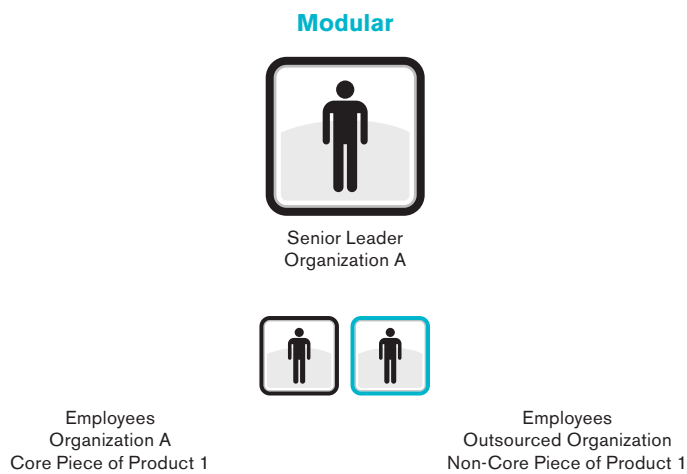 Modular
Senior Leader
Organization A
Employees
Organization A
Core Piece of Product 1
Employees
Outsourced Organization
Non-Core Piece of Product 1